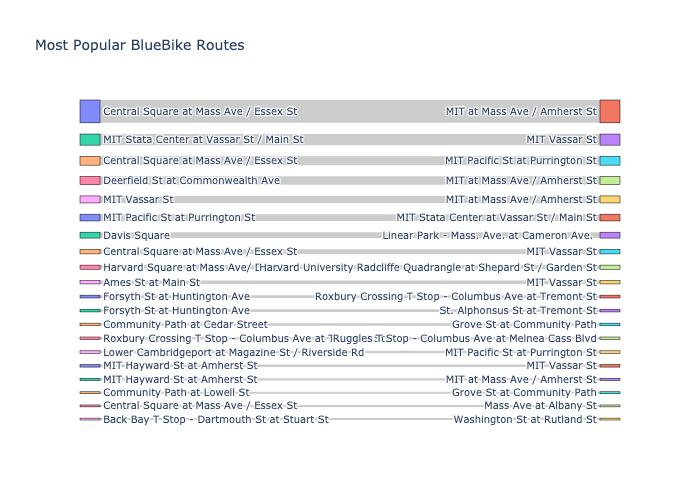 Most Popular BlueBike Routes
Central Square at Mass Ave / Essex St MIT at Mass Ave / Amherst St
MIT Stata Center at Vassar St / Main St MIT Vassar St
Central Square at Mass Ave / Essex St MIT Pacific St at Purrington St
Deerfield St at Commonwealth Ave MIT at Mass Ave / Amherst St
MIT Vassar St MIT at Mass Ave / Amherst St
MIT Pacific St at Purrington St MIT Stata Center at Vassar St / Main St
Davis Square Linear Park - Mass. Ave. at Cameron Ave.
Central Square at Mass Ave / Essex St MIT Vassar St
Harvard Square at Mass Ave/ Harvard University Radcliffe Quadrangle at Shepard St / Garden St
Ames St at Main St MIT Vassar St
Forsyth St at Huntington Ave Roxbury Crossing T Stop - Columbus Ave at Tremont St
Forsyth St at Huntington Ave St. Alphonsus St at Tremont St
Community Path at Cedar Street Grove St at Community Path
Roxbury Crossing T Stop - Columbus Ave at Ruggles T Stop - Columbus Ave at Melnea Cass Blvd
Lower Cambridgeport at Magazine St / Riverside Rd MIT Pacific St at Purrington St
MIT Hayward St at Amherst St MIT Vassar St
MIT Hayward St at Amherst St MIT at Mass Ave / Amherst St
Community Path at Lowell St Grove St at Community Path
Central Square at Mass Ave / Essex St Mass Ave at Albany St
Back Bay T Stop - Dartmouth St at Stuart St Washington St at Rutland St